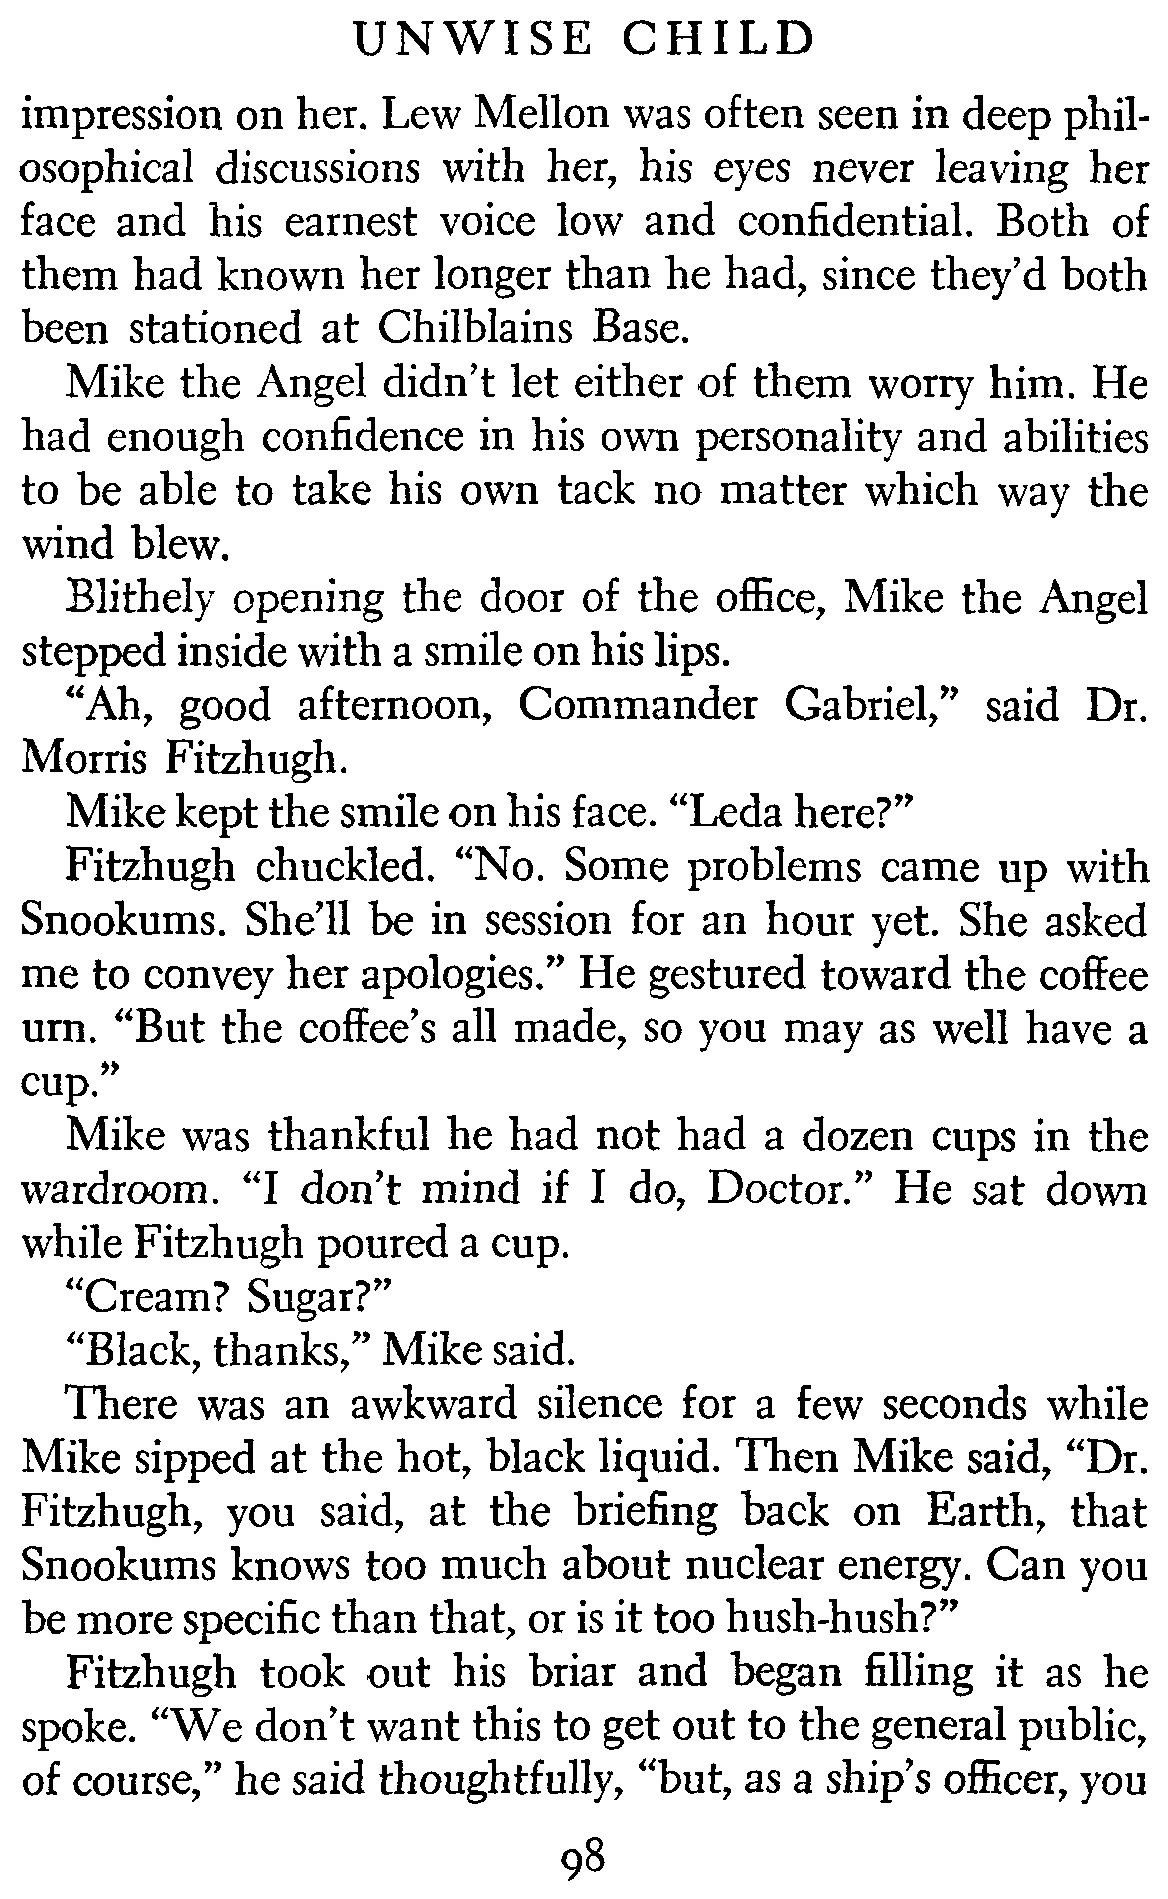 UNWISE CHILD
impression on her. Lew Mellon was often seen in deep phil-
osophical discussions with her, his eyes never leaving her
face and his earnest voice low and confidential. Both of
them had known her longer than he had, since they’d both
been stationed at Chilblains Base.
Mike the Angel didn’t let either of them worry him. He
had enough confidence in his own personality and abilities
to be able to take his own tack no matter which way the
wind blew.
Blithely opening the door of the office, Mike the Angel
stepped inside with a smile on his lips.
“Ah, good afternoon, Commander Gabriel,” said Dr.
Morris Fitzhugh.
Mike kept the smile on his face. “Leda here?”
Fitzhugh chuckled. “No. Some problems came up with
Snookums. She’ll be in session for an hour yet. She asked
me to convey her apologies.” He gestured toward the coffee
urn. “But the coffee’s all made, so you may as well have a
cup.”
Mike was thankful he had not had a dozen cups in the
wardroom. “I don’t mind if I do, Doctor.” He sat down
while Fitzhugh poured a cup.
“Cream? Sugar?”
“Black, thanks,” Mike said.
There was an awkward silence for a few seconds while
Mike sipped at the hot, black liquid. Then Mike said, “Dr.
Fitzhugh, you said, at the briefing back on Earth, that
Snookums knows too much about nuclear energy. Can you
be more specific than that, or is it too hush-hush?”
Fitzhugh took out his briar and began filling it as he
spoke. “We don’t want this to get out to the general public,
of course,” he said thoughtfully, “but, as a ship’s officer, you
98